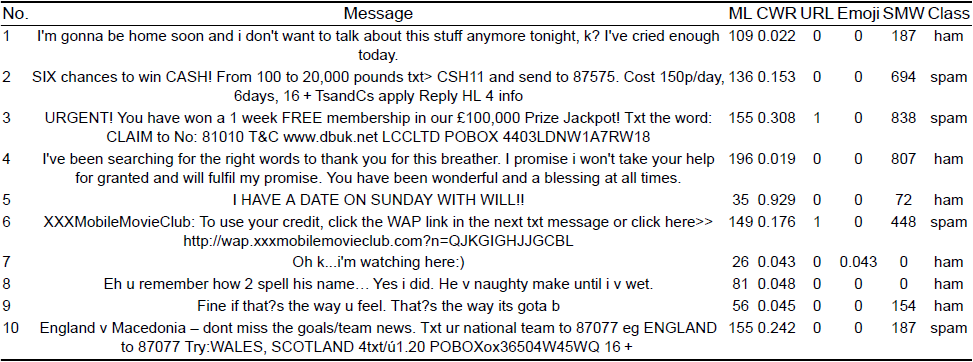 No. Message ML CWR URL Emoji SMW Class
1 I'm gonna be home soon and i don't want to talk about this stuff anymore tonight, k? I've cried enough 109 0.022 0 0 187 ham
today.
2 SIX chances to win CASH! From 100 to 20,000 pounds txt> CSH11 and send to 87575. Cost 150p/day, 136 0.153 0 0 694 spam
6days, 16 + TsandCs apply Reply HL 4 info
3 URGENT! You have won a 1 week FREE membership in our £100,000 Prize Jackpot! Txt the word: 155 0.308 1 0 838 spam
CLAIM to No: 81010 T&C www.dbuk.net LCCLTD POBOX 4403LDNW1A7RW18
4 I've been searching for the right words to thank you for this breather. I promise i won't take your help 196 0.019 0 0 807 ham
for granted and will fulfil my promise. You have been wonderful and a blessing at all times.
5 I HAVE A DATE ON SUNDAY WITH WILL!! 35 0.929 0 0 72 ham
6 XXXMobileMovieClub: To use your credit, click the WAP link in the next txt message or click here>> 149 0.176 1 0 448 spam
http://wap.xxxmobilemovieclub.com?n=QJKGIGHJJGCBL
7 Oh k...i'm watching here:) 26 0.043 0 0.043 0 ham
8 Eh u remember how 2 spell his name… Yes i did. He v naughty make until i v wet. 81 0.048 0 0 0 ham
9 Fine if that?s the way u feel. That?s the way its gota b 56 0.045 0 0 154 ham
10 England v Macedonia – dont miss the goals/team news. Txt ur national team to 87077 eg ENGLAND 155 0.242 0 0 187 spam
to 87077 Try:WALES, SCOTLAND 4txt/ú1.20 POBOXox36504W45WQ 16 +